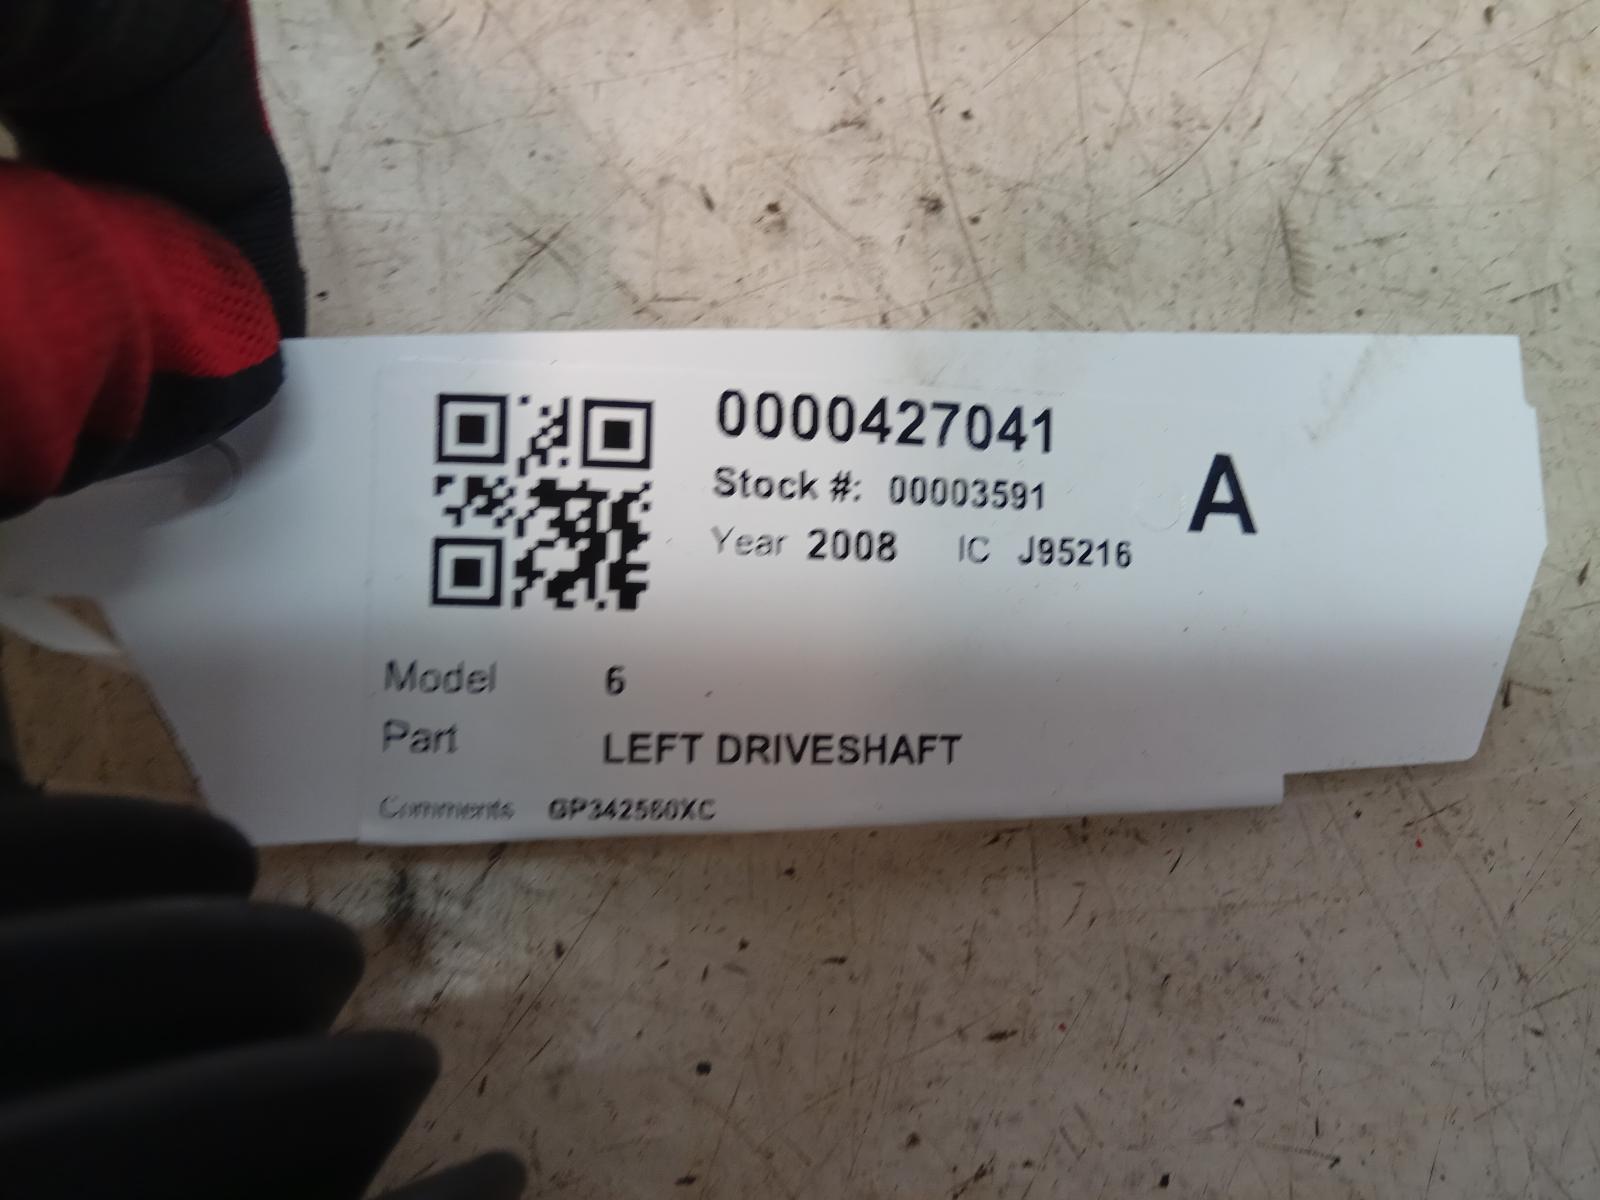 0000427041
Stock #: 00003591
A
Year 2008 IC J95216
Model 6
Part LEFT DRIVESHAFT
Comments GP342560XC